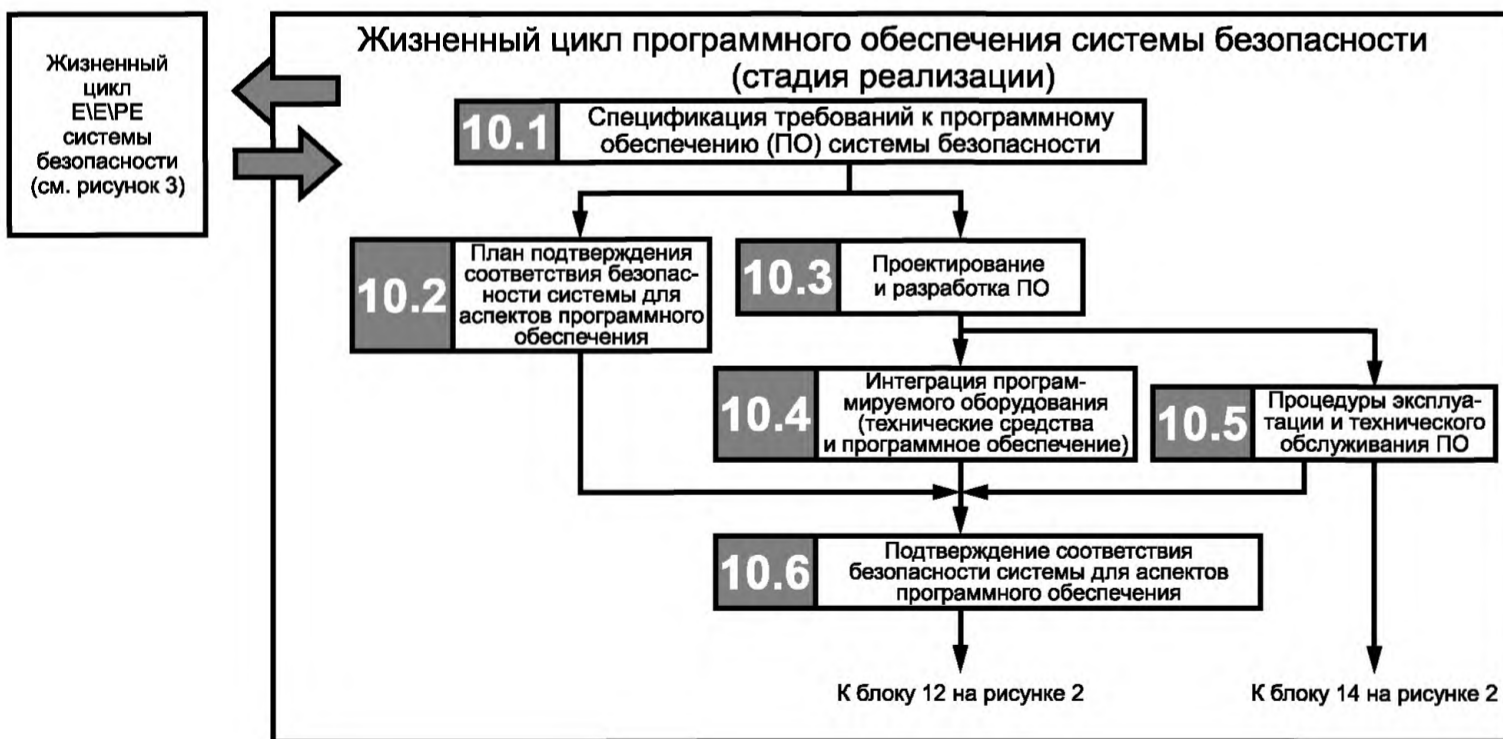 Жизненный
цикл
E\E\PE
системы
безопасности
(см. рисунок 3)
Жизненный цикл программного обеспечения системы безопасности
(стадия реализации)
10.1
Спецификация требований к программному
обеспечению (ПО) системы безопасности
10.2
План подтверждения
соответствия безопас-
ности системы для
аспектов программного
обеспечения
10.3
Проектирование
и разработка ПО
10.4
Интеграция програм-
мируемого оборудования
(технические средства
и программное обеспечение)
10.5
Процедуры эксплуа-
тации и технического
обслуживания ПО
10.6
Подтверждение соответствия
безопасности системы для аспектов
программного обеспечения
К блоку 12 на рисунке 2
К блоку 14 на рисунке 2